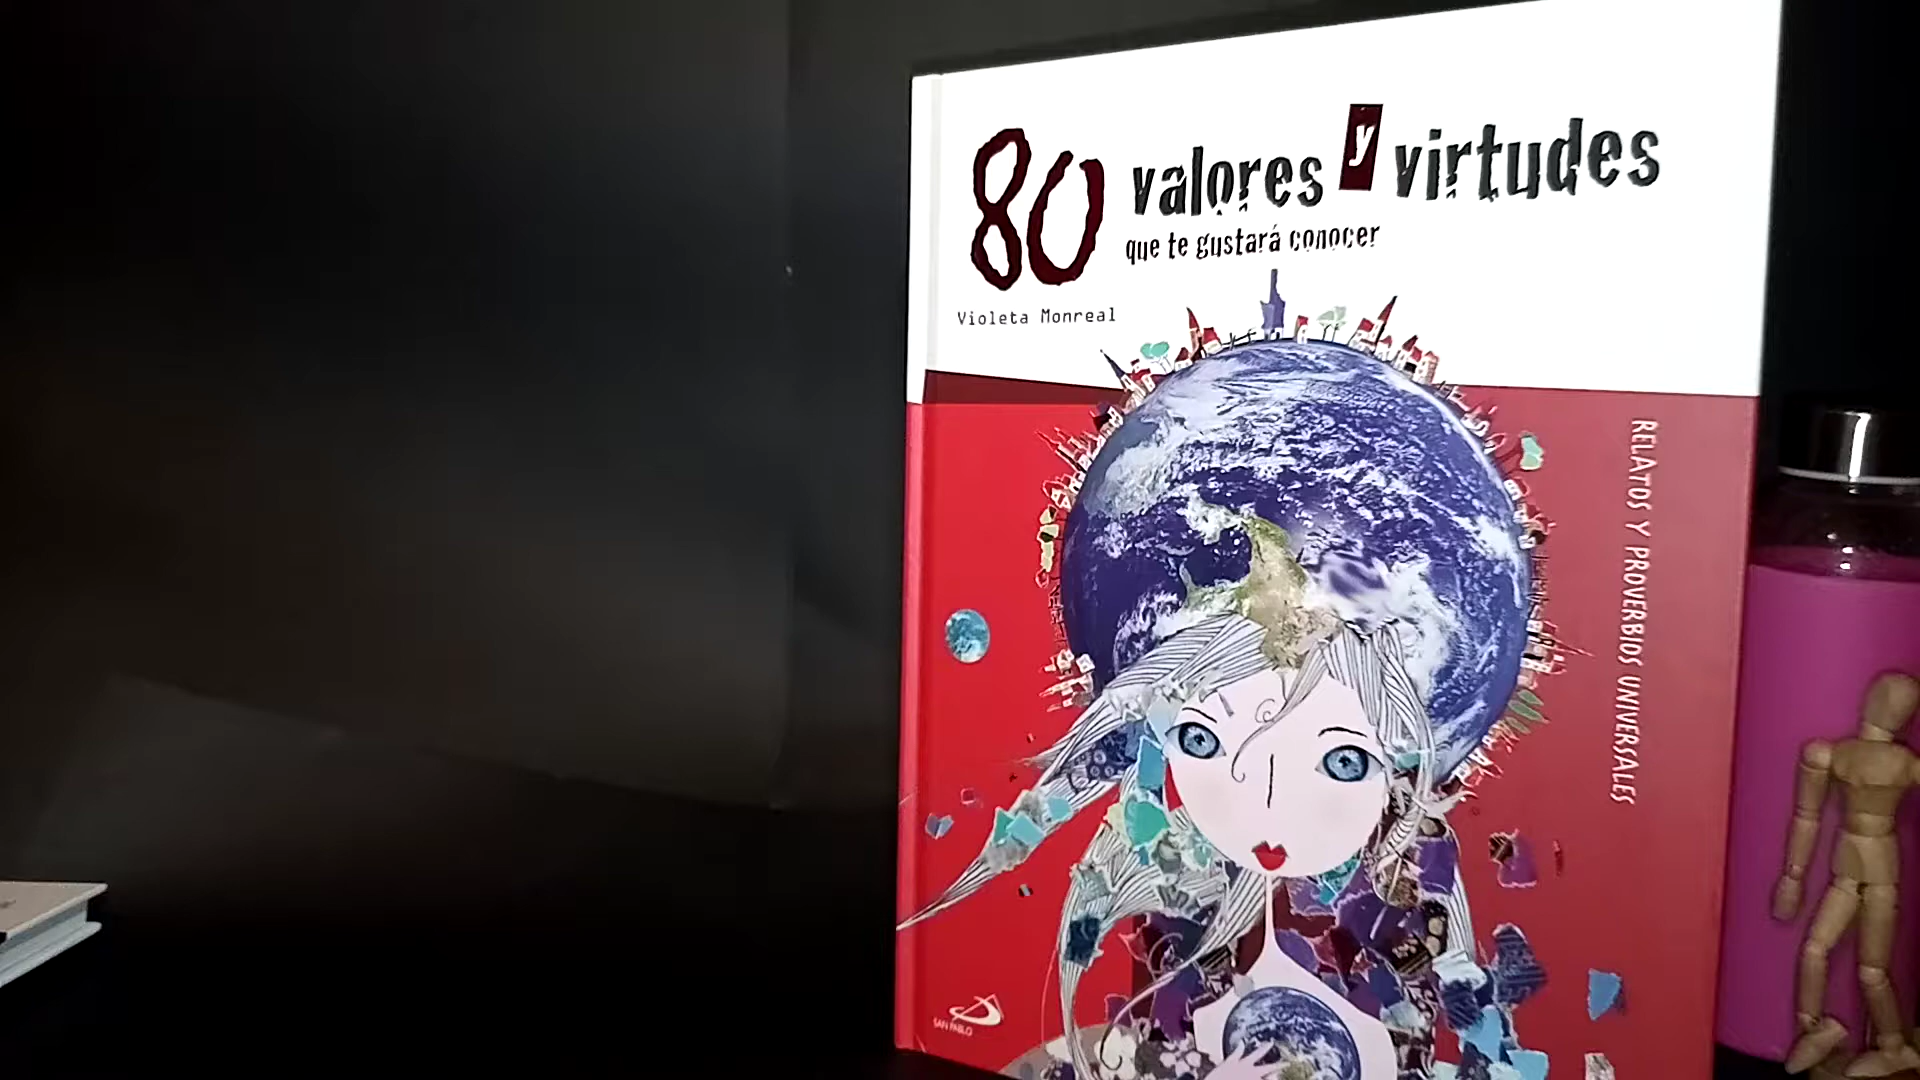 80 valores y virtudes
que te gustará conocer
Violeta Monreal
RELATOS Y PROVERBIOS UNIVERSALES
SAN PABLO